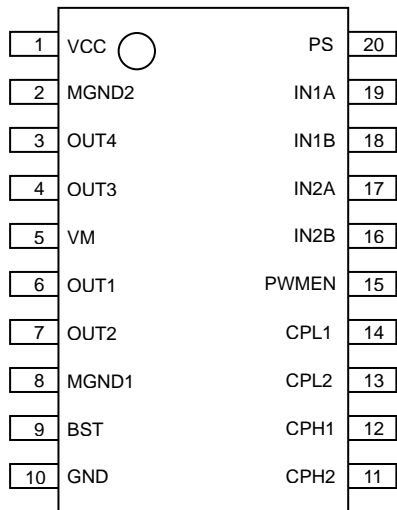 1 VCC PS 20
2 MGND2 IN1A 19
3 OUT4 IN1B 18
4 OUT3 IN2A 17
5 VM IN2B 16
6 OUT1 PWMEN 15
7 OUT2 CPL1 14
8 MGND1 CPL2 13
9 BST CPH1 12
10 GND CPH2 11